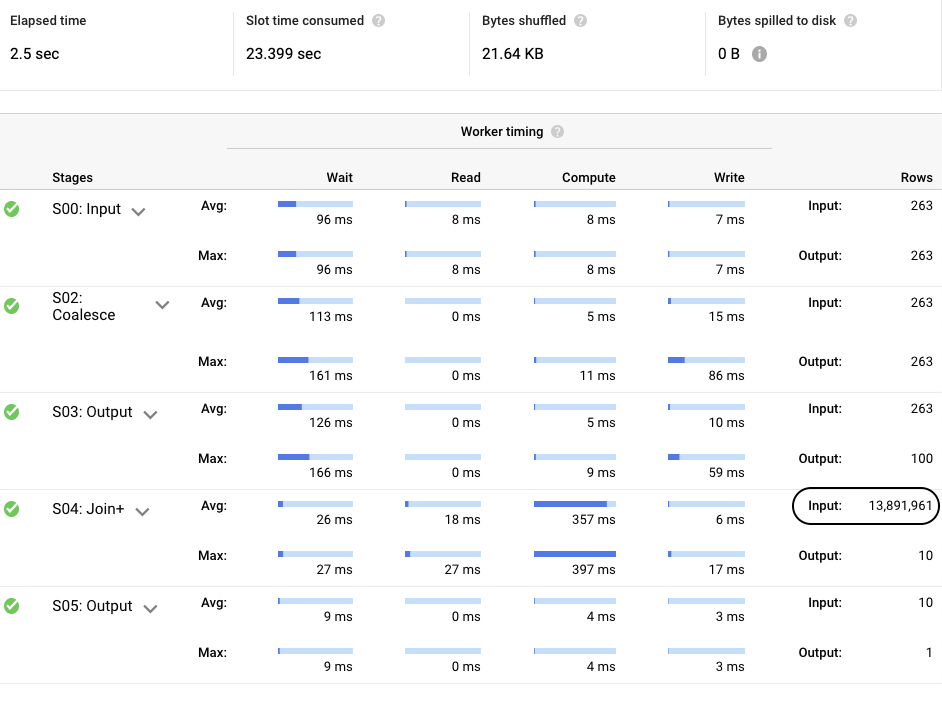 Elapsed time Slot time consumed Bytes shuffled Bytes spilled to disk
2.5 sec 23.399 sec 21.64 KB 0 B
Worker timing
Stages Wait Read Compute Write Rows
S00: Input Avg: Input: 263
96 ms 8 ms 8 ms 7 ms
Max: Output: 263
96 ms 8 ms 8 ms 7 ms
S02:
Coalesce
Avg: Input: 263
113 ms 0 ms 5 ms 15 ms
Max: Output: 263
161 ms 0 ms 11 ms 86 ms
S03: Output Avg: Input: 263
126 ms 0 ms 5 ms 10 ms
Max: Output: 100
166 ms 0 ms 9 ms 59 ms
S04: Join+ Avg: Input: 13,891,961
26 ms 18 ms 357 ms 6 ms
Max: Output: 10
27 ms 27 ms 397 ms 17 ms
S05: Output Avg: Input: 10
9 ms 0 ms 4 ms 3 ms
Max: Output: 1
9 ms 0 ms 4 ms 3 ms